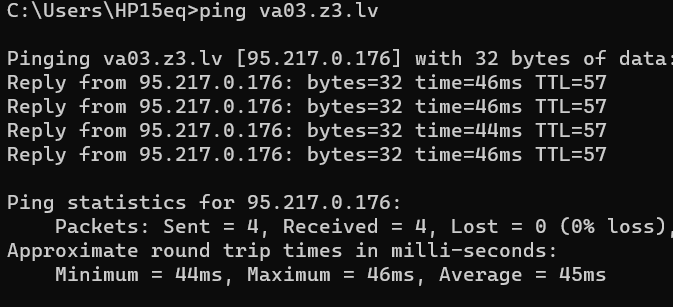 C:\Users\HP15eq>ping va03.z3.lv
Pinging va03.z3.lv [95.217.0.176] with 32 bytes of data:
Reply from 95.217.0.176: bytes=32 time=46ms TTL=57
Reply from 95.217.0.176: bytes=32 time=46ms TTL=57
Reply from 95.217.0.176: bytes=32 time=44ms TTL=57
Reply from 95.217.0.176: bytes=32 time=46ms TTL=57
Ping statistics for 95.217.0.176:
Packets: Sent = 4, Received = 4, Lost = 0 (0% loss),
Approximate round trip times in milli-seconds:
Minimum = 44ms, Maximum = 46ms, Average = 45ms